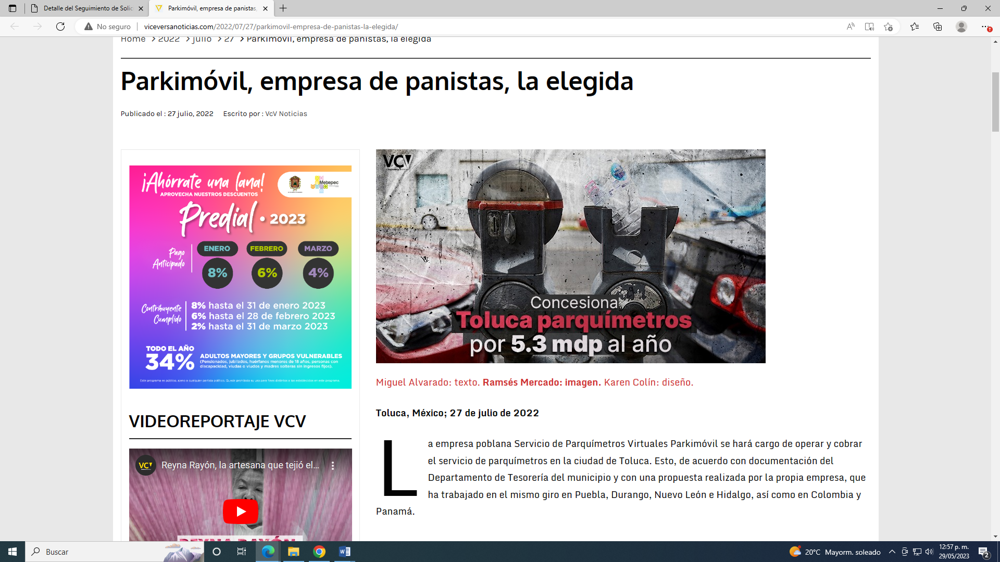 Detalle del Seguimiento de Solic
Parkimóvil, empresa de panistas,
No seguro
viceversanoticias.com/2022/07/27/parkimovil-empresa-de-panistas-la-elegida/
Home > 2022 > julio > 27 > Parkimóvil, empresa de panistas, la elegida
Parkimóvil, empresa de panistas, la elegida
Publicado el : 27 julio, 2022 Escrito por : VcV Noticias
¡Ahórrate una lana!
APROVECHA NUESTROS DESCUENTOS
Metepec
Predial • 2023
Pago Anticipado
ENERO FEBRERO MARZO
8% 6% 4%
Contribuyente Cumplido
8% hasta el 31 de enero 2023
6% hasta el 28 de febrero 2023
2% hasta el 31 de marzo 2023
TODO EL AÑO
34%
ADULTOS MAYORES Y GRUPOS VULNERABLES
(Pensionados, jubilados, huérfanos menores de 18 años, personas con
discapacidad, viudas o viudos y madres solteras sin ingresos fijos).
Este programa es público, ajeno a cualquier partido político. Queda prohibido su uso para fines distintos a los establecidos en este programa.
VIDEOREPORTAJE VCV
VCV
Reyna Rayón, la artesana que tejió el...
REYNA RAYÓN
VCV
Concesiona
Toluca parquímetros
por 5.3 mdp al año
Miguel Alvarado: texto. Ramsés Mercado: imagen. Karen Colín: diseño.
Toluca, México; 27 de julio de 2022
La empresa poblana Servicio de Parquímetros Virtuales Parkimóvil se hará cargo de operar y cobrar
el servicio de parquímetros en la ciudad de Toluca. Esto, de acuerdo con documentación del
Departamento de Tesorería del municipio y con una propuesta realizada por la propia empresa, que
ha trabajado en el mismo giro en Puebla, Durango, Nuevo León e Hidalgo, así como en Colombia y
Panamá.
Buscar
20°C Mayorm. soleado
12:57 p. m.
29/05/2023
2